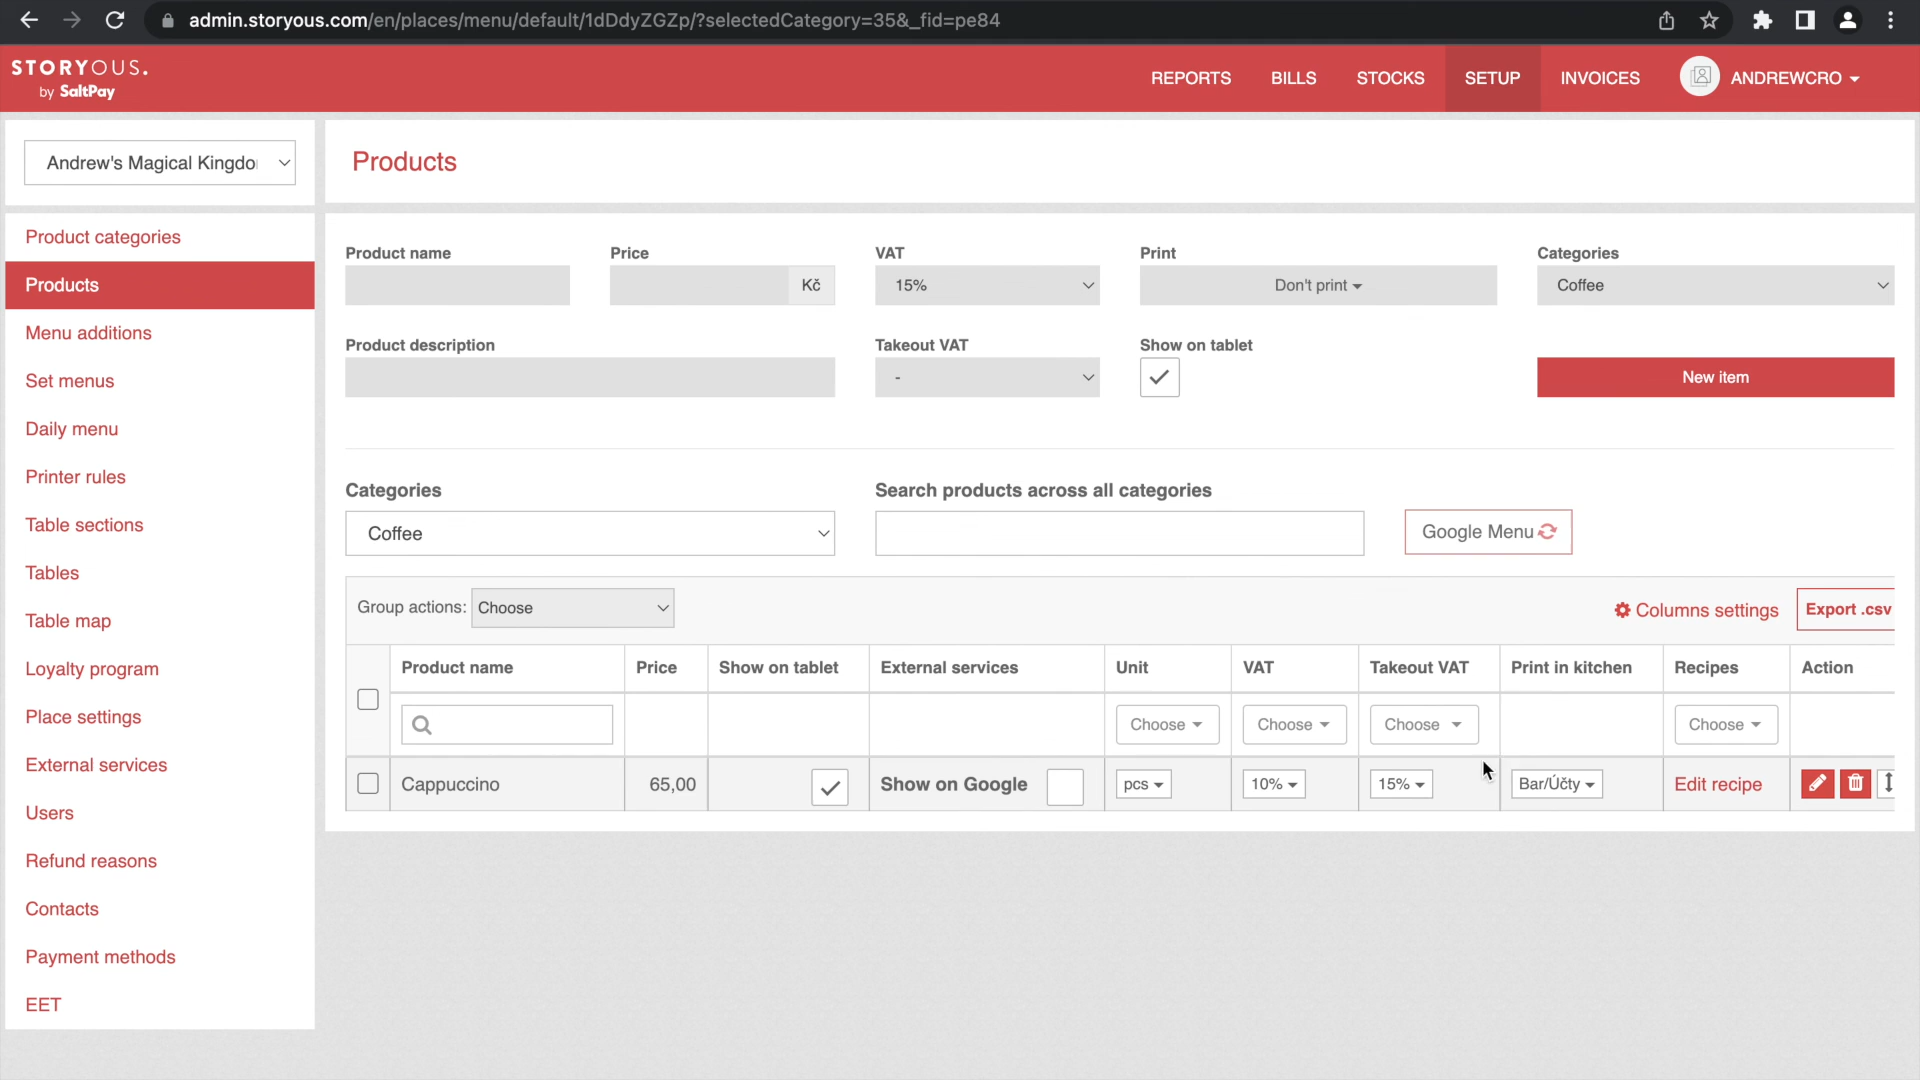 admin.storyous.com/en/places/menu/default/1dDdyZGZp/?selectedCategory=35&_fid=pe84
STORYOUS.
by SaltPay
REPORTS
BILLS
STOCKS
SETUP
INVOICES
ANDREWCRO
Andrew's Magical Kingdo
Products
Product categories
Products
Menu additions
Set menus
Daily menu
Printer rules
Table sections
Tables
Table map
Loyalty program
Place settings
External services
Users
Refund reasons
Contacts
Payment methods
EET
Product name
Price
VAT
Print
Categories
Kč
15%
Don't print
Coffee
Product description
Takeout VAT
Show on tablet
-
New item
Categories
Search products across all categories
Coffee
Google Menu
Group actions: Choose
Columns settings
Export .csv
Product name
Price
Show on tablet
External services
Unit
VAT
Takeout VAT
Print in kitchen
Recipes
Action
Choose
Choose
Choose
Choose
Cappuccino
65,00
Show on Google
pcs
10%
15%
Bar/Účty
Edit recipe